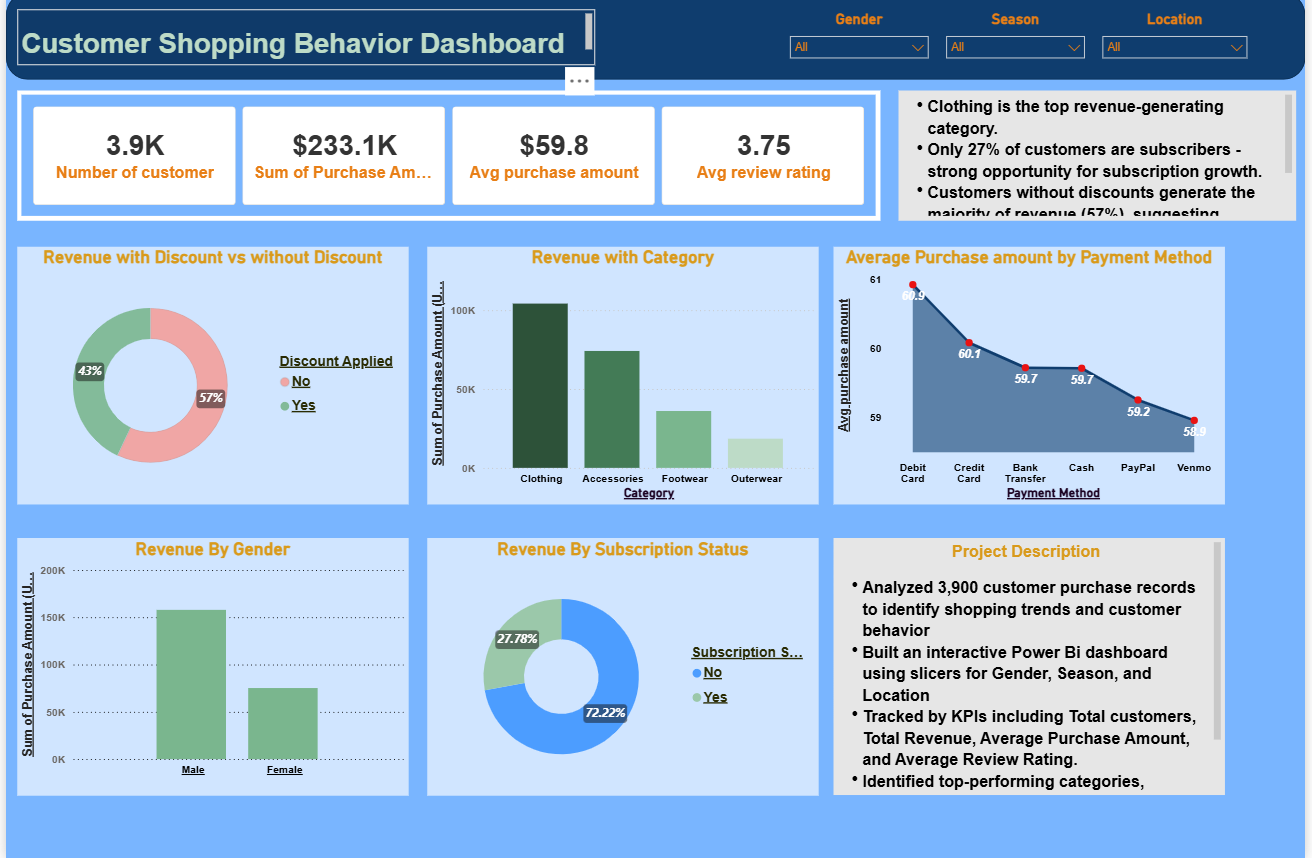 Customer Shopping Behavior Dashboard
Gender
Season
Location
All
All
All
3.9K
Number of customer
$233.1K
Sum of Purchase Am...
$59.8
Avg purchase amount
3.75
Avg review rating
• Clothing is the top revenue-generating
category.
• Only 27% of customers are subscribers -
strong opportunity for subscription growth.
• Customers without discounts generate the
majority of revenue (57%), suggesting
Revenue with Discount vs without Discount
43%
57%
Discount Applied
No
Yes
Revenue with Category
Sum of Purchase Amount (U...
100K
50K
0K
Clothing
Accessories
Footwear
Outerwear
Category
Average Purchase amount by Payment Method
Avg purchase amount
61
60
59
60.9
60.1
59.7
59.7
59.2
58.9
Debit
Card
Credit
Card
Bank
Transfer
Cash
PayPal
Venmo
Payment Method
Revenue By Gender
Sum of Purchase Amount (U...
200K
150K
100K
50K
0K
Male
Female
Revenue By Subscription Status
27.78%
72.22%
Subscription S...
No
Yes
Project Description
• Analyzed 3,900 customer purchase records
to identify shopping trends and customer
behavior
• Built an interactive Power Bi dashboard
using slicers for Gender, Season, and
Location
• Tracked by KPIs including Total customers,
Total Revenue, Average Purchase Amount,
and Average Review Rating.
• Identified top-performing categories,